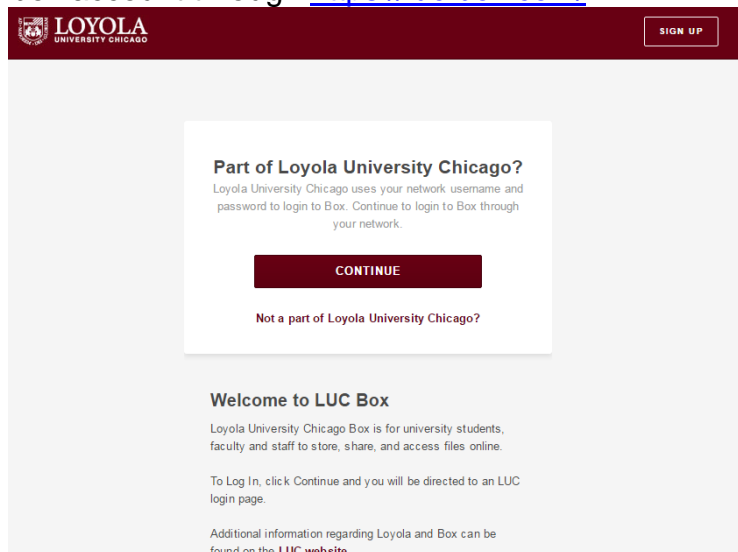 LOYOLA
UNIVERSITY CHICAGO
SIGN UP
Part of Loyola University Chicago?
Loyola University Chicago uses your network username and
password to login to Box. Continue to login to Box through
your network.
CONTINUE
Not a part of Loyola University Chicago?
Welcome to LUC Box
Loyola University Chicago Box is for university students,
faculty and staff to store, share, and access files online.
To Log In, click Continue and you will be directed to an LUC
login page.
Additional information regarding Loyola and Box can be
found on the LUC website